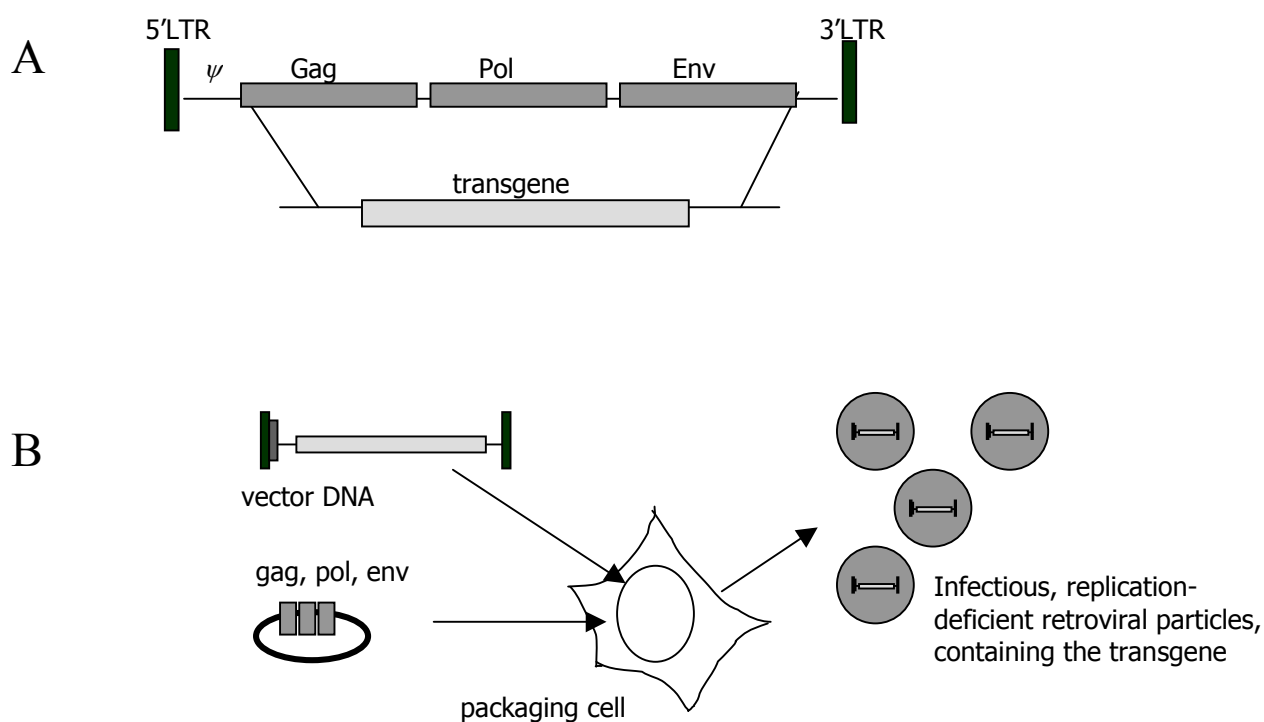 A
5'LTR
3'LTR
ψ
Gag
Pol
Env
transgene
B
vector DNA
gag, pol, env
packaging cell
Infectious, replication-
deficient retroviral particles,
containing the transgene